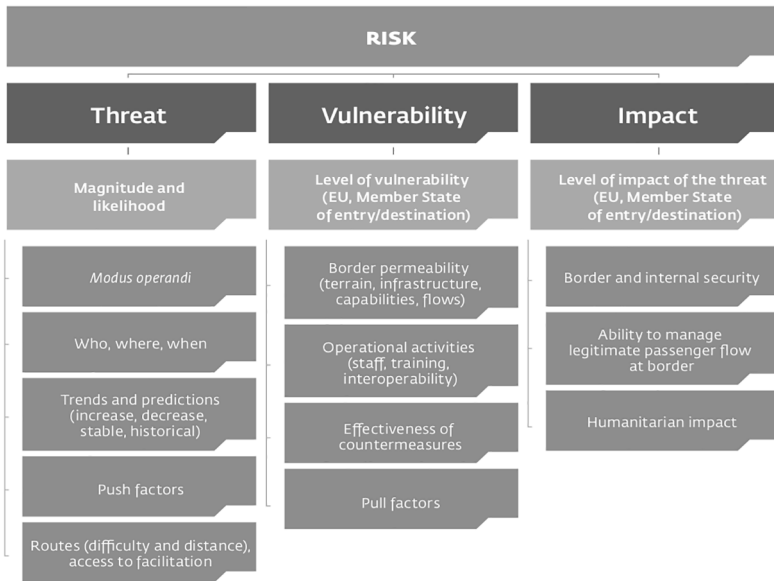 RISK
Threat
Magnitude and
likelihood
Modus operandi
Who, where, when
Trends and predictions
(increase, decrease,
stable, historical)
Push factors
Routes (difficulty and distance),
access to facilitation
Vulnerability
Level of vulnerability
(EU, Member State
of entry/destination)
Border permeability
(terrain, infrastructure,
capabilities, flows)
Operational activities
(staff, training,
interoperability)
Effectiveness of
countermeasures
Pull factors
Impact
Level of impact of the threat
(EU, Member State
of entry/destination)
Border and internal security
Ability to manage
legitimate passenger flow
at border
Humanitarian impact